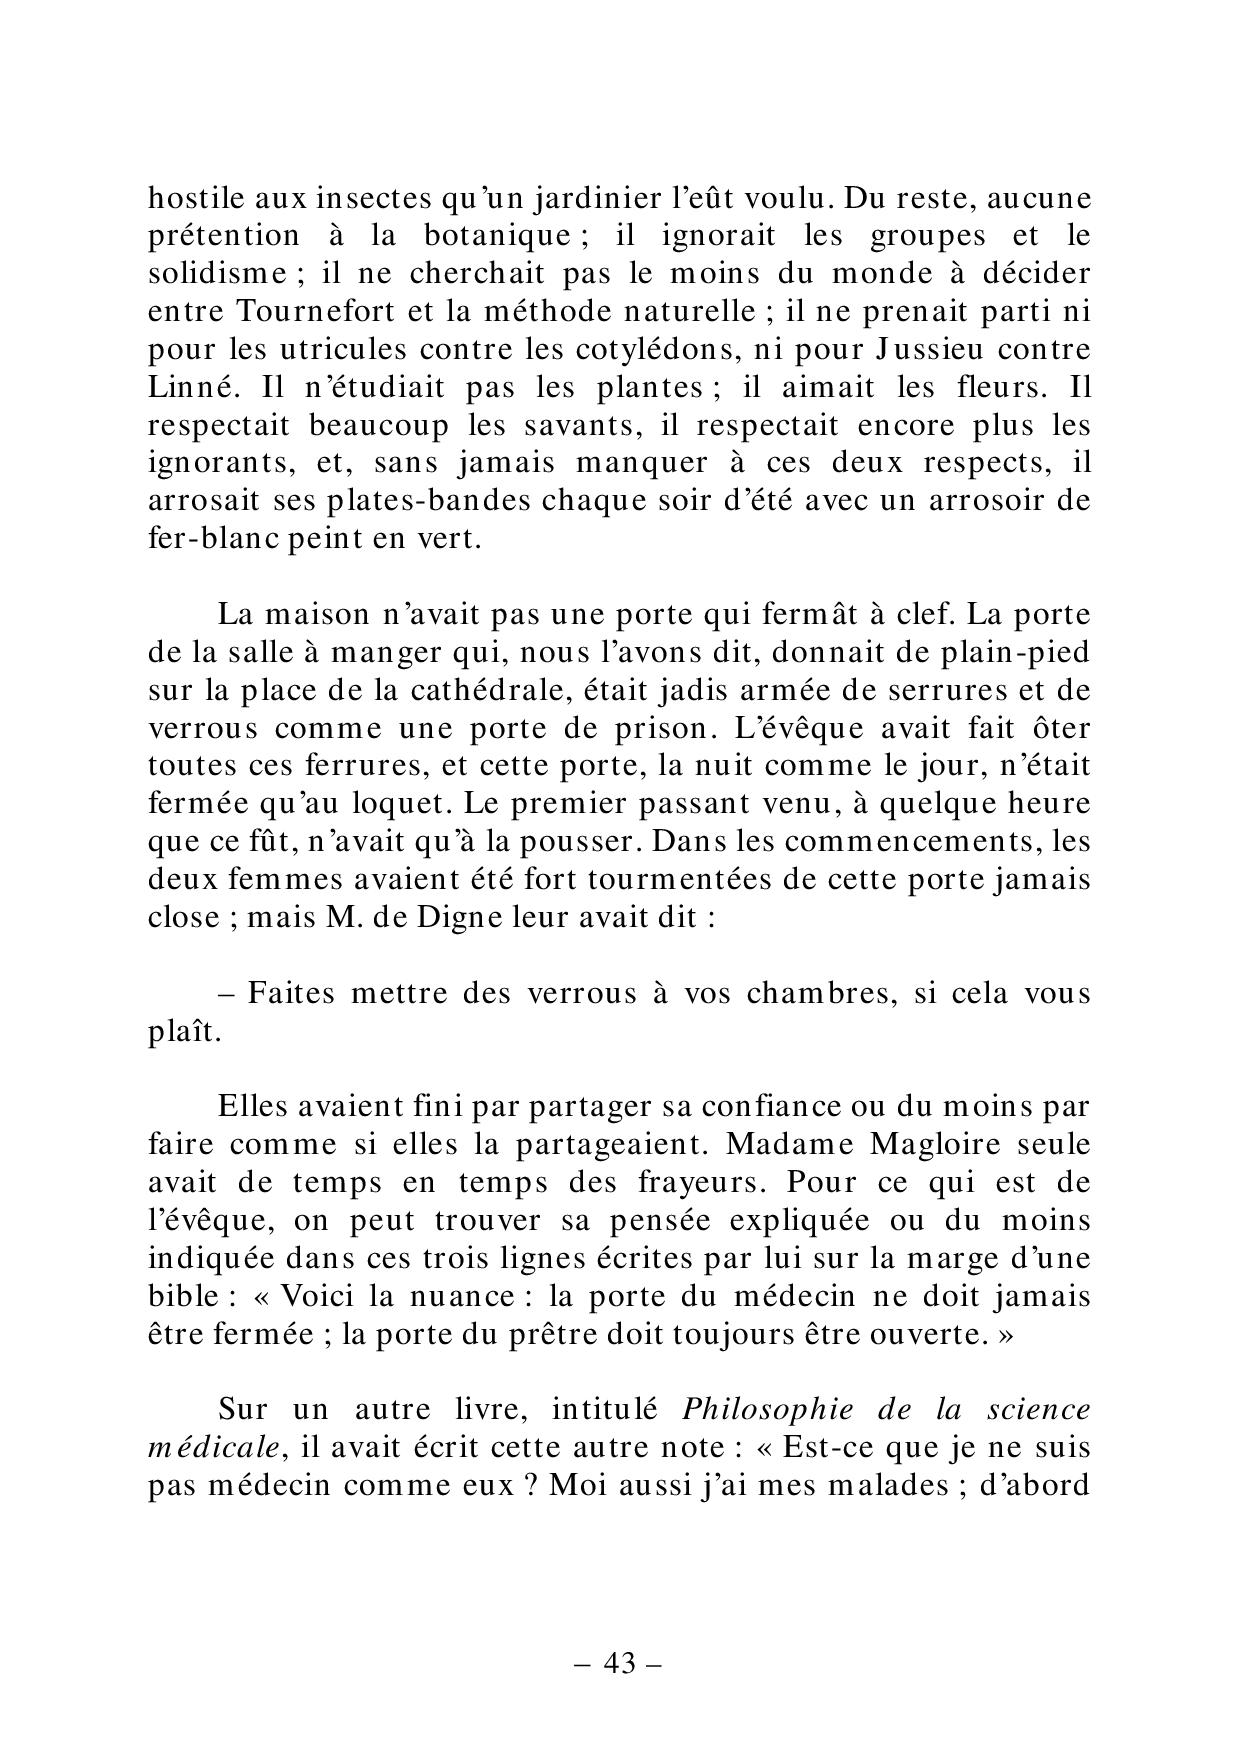 hostile aux insectes qu’un jardinier l’eût voulu. Du reste, aucune
prétention à la botanique ; il ignorait les groupes et le
solidisme ; il ne cherchait pas le moins du monde à décider
entre Tournefort et la méthode naturelle ; il ne prenait parti ni
pour les utricules contre les cotylédons, ni pour Jussieu contre
Linné. Il n’étudiait pas les plantes ; il aimait les fleurs. Il
respectait beaucoup les savants, il respectait encore plus les
ignorants, et, sans jamais manquer à ces deux respects, il
arrosait ses plates-bandes chaque soir d’été avec un arrosoir de
fer-blanc peint en vert.
La maison n’avait pas une porte qui fermât à clef. La porte
de la salle à manger qui, nous l’avons dit, donnait de plain-pied
sur la place de la cathédrale, était jadis armée de serrures et de
verrous comme une porte de prison. L’évêque avait fait ôter
toutes ces ferrures, et cette porte, la nuit comme le jour, n’était
fermée qu’au loquet. Le premier passant venu, à quelque heure
que ce fût, n’avait qu’à la pousser. Dans les commencements, les
deux femmes avaient été fort tourmentées de cette porte jamais
close ; mais M. de Digne leur avait dit :
– Faites mettre des verrous à vos chambres, si cela vous
plaît.
Elles avaient fini par partager sa confiance ou du moins par
faire comme si elles la partageaient. Madame Magloire seule
avait de temps en temps des frayeurs. Pour ce qui est de
l’évêque, on peut trouver sa pensée expliquée ou du moins
indiquée dans ces trois lignes écrites par lui sur la marge d’une
bible : « Voici la nuance : la porte du médecin ne doit jamais
être fermée ; la porte du prêtre doit toujours être ouverte. »
Sur un autre livre, intitulé Philosophie de la science
médicale, il avait écrit cette autre note : « Est-ce que je ne suis
pas médecin comme eux ? Moi aussi j’ai mes malades ; d’abord
– 43 –